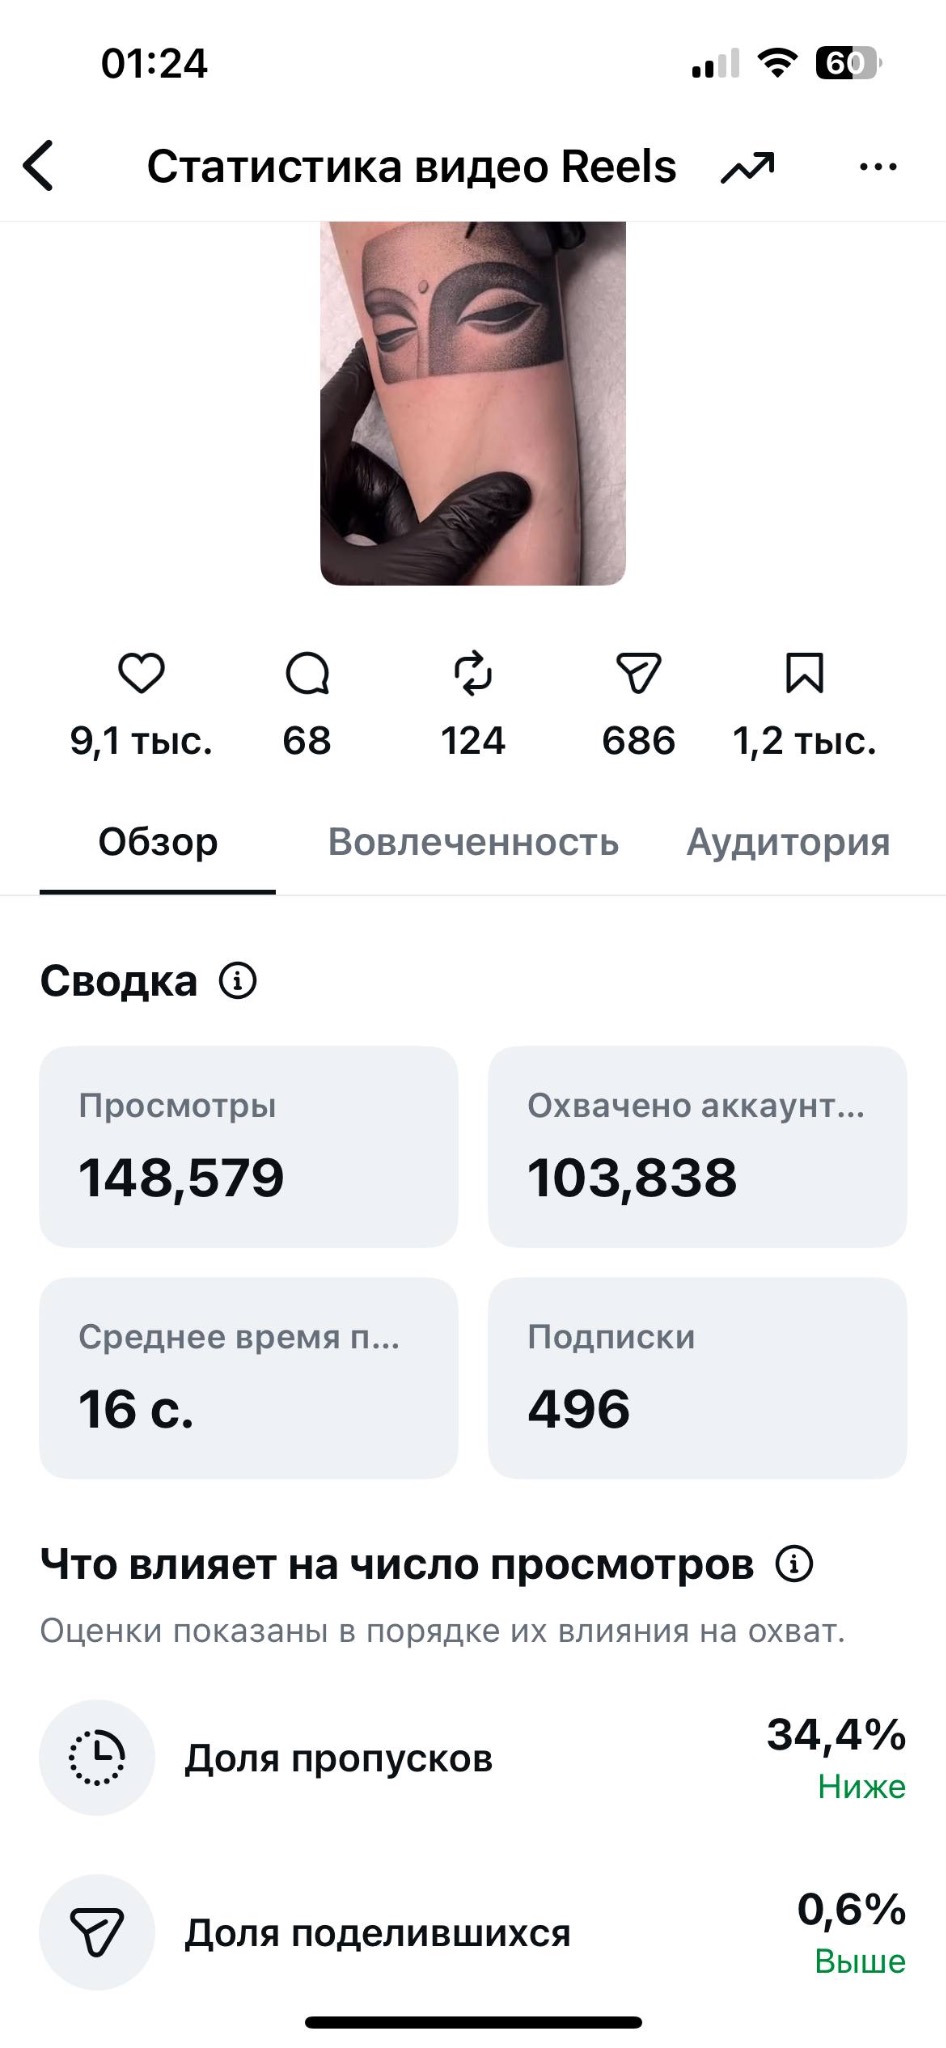 01:24
60
Статистика видео Reels
9,1 тыс.
68
124
686
1,2 тыс.
Обзор
Вовлеченность
Аудитория
Сводка
Просмотры
Охвачено аккаунт...
148,579
103,838
Среднее время п...
Подписки
16 с.
496
Что влияет на число просмотров
Оценки показаны в порядке их влияния на охват.
Доля пропусков
34,4%
Ниже
Доля поделившихся
0,6%
Выше